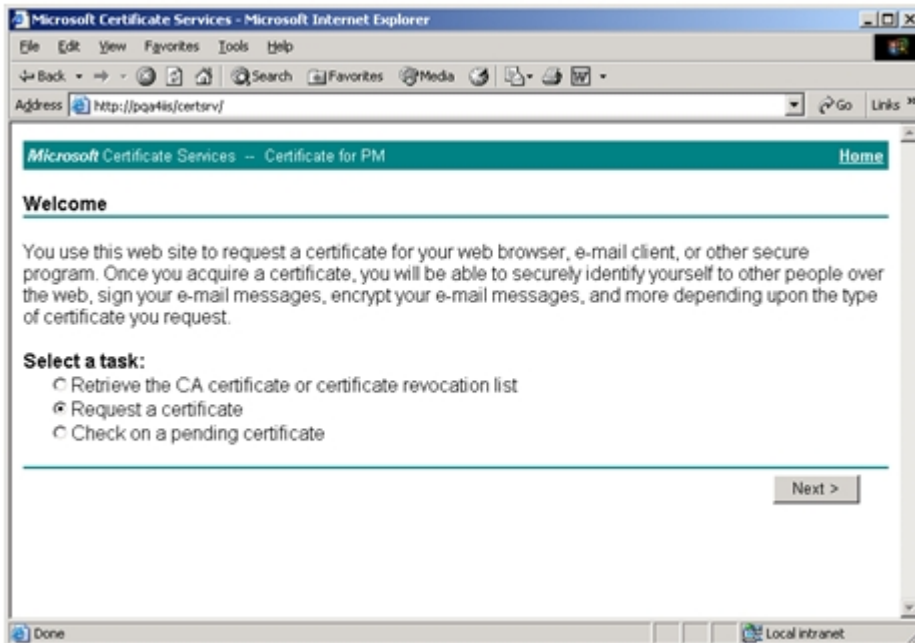 Microsoft Certificate Services - Microsoft Internet Explorer
File Edit View Favorites Tools Help
Back Search Favorites Media
Address http://pqa4iis/certsrv/ Go Links »
Microsoft Certificate Services -- Certificate for PM Home
Welcome
You use this web site to request a certificate for your web browser, e-mail client, or other secure
program. Once you acquire a certificate, you will be able to securely identify yourself to other people over
the web, sign your e-mail messages, encrypt your e-mail messages, and more depending upon the type
of certificate you request.
Select a task:
Retrieve the CA certificate or certificate revocation list
Request a certificate
Check on a pending certificate
Next >
Done Local intranet